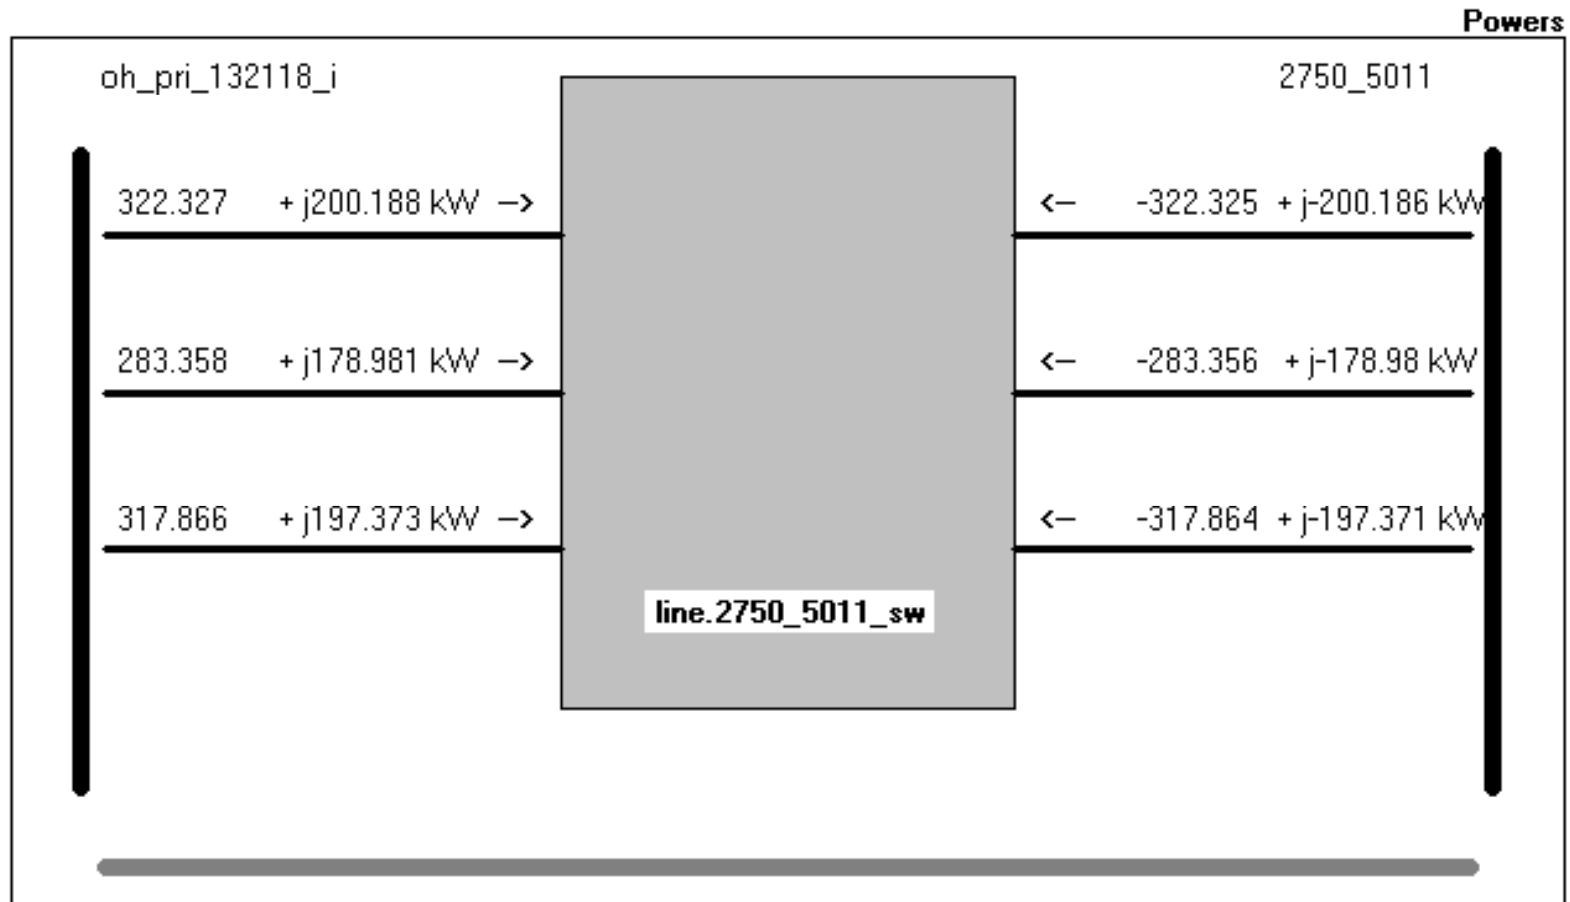 Powers
oh_pri_132118_i 2750_5011
322.327 + j200.188 kW --> <-- -322.325 + j-200.186 kW
283.358 + j178.981 kW --> <-- -283.356 + j-178.98 kW
317.866 + j197.373 kW --> <-- -317.864 + j-197.371 kW
line.2750_5011_sw